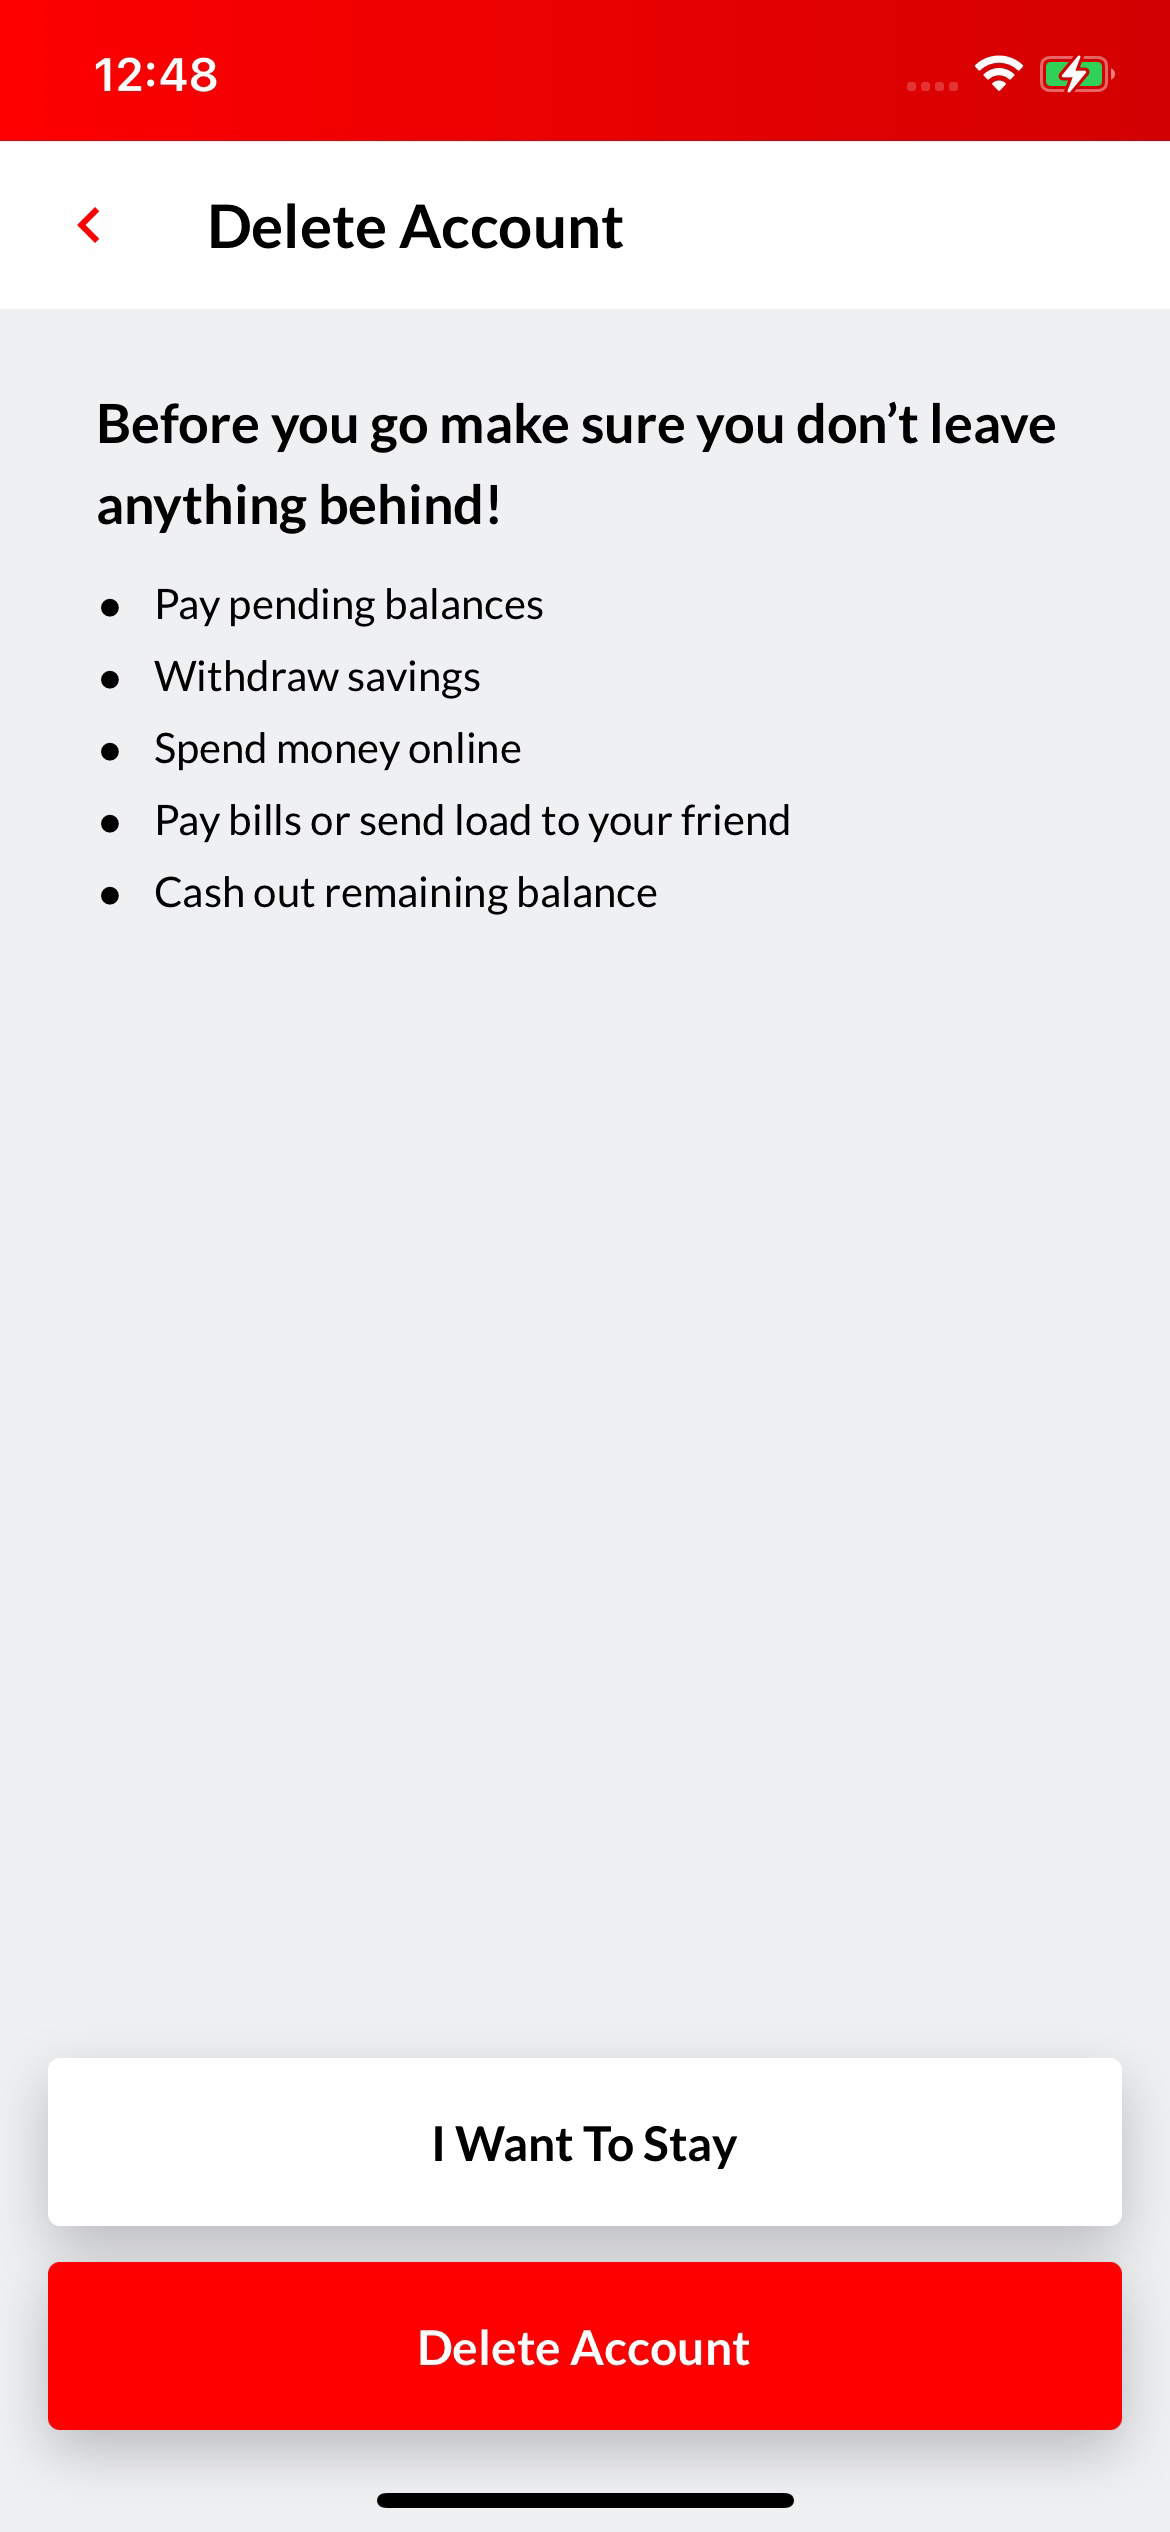 12:48
Delete Account
Before you go make sure you don’t leave
anything behind!
● Pay pending balances
● Withdraw savings
● Spend money online
● Pay bills or send load to your friend
● Cash out remaining balance
I Want To Stay
Delete Account